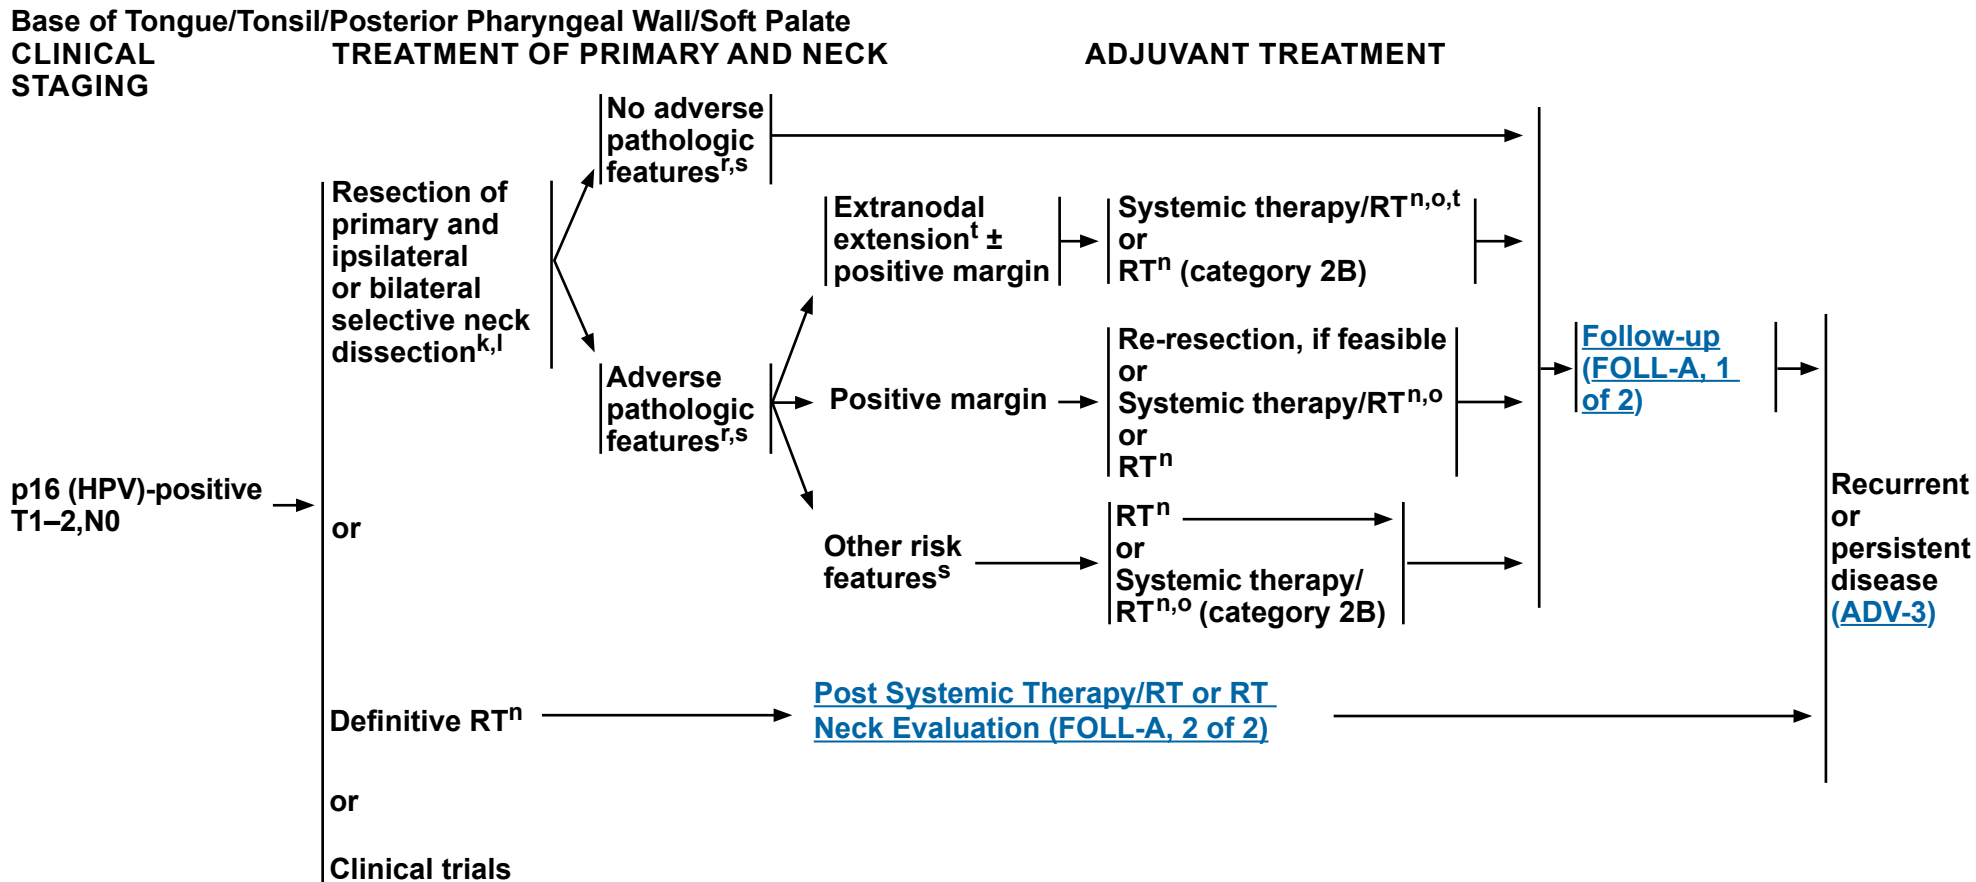 Base of Tongue/Tonsil/Posterior Pharyngeal Wall/Soft Palate
CLINICAL
STAGING
TREATMENT OF PRIMARY AND NECK
ADJUVANT TREATMENT
p16 (HPV)-positive
T1–2,N0
Resection of
primary and
ipsilateral
or bilateral
selective neck
dissectionk,l
or
Definitive RTn
or
Clinical trials
No adverse
pathologic
featuresr,s
Adverse
pathologic
featuresr,s
Extranodal
extensiont ±
positive margin
Positive margin
Other risk
featuress
Systemic therapy/RTn,o,t
or
RTn (category 2B)
Re-resection, if feasible
or
Systemic therapy/RTn,o
or
RTn
RTn
or
Systemic therapy/
RTn,o (category 2B)
Post Systemic Therapy/RT or RT
Neck Evaluation (FOLL-A, 2 of 2)
Follow-up
(FOLL-A, 1
of 2)
Recurrent
or
persistent
disease
(ADV-3)